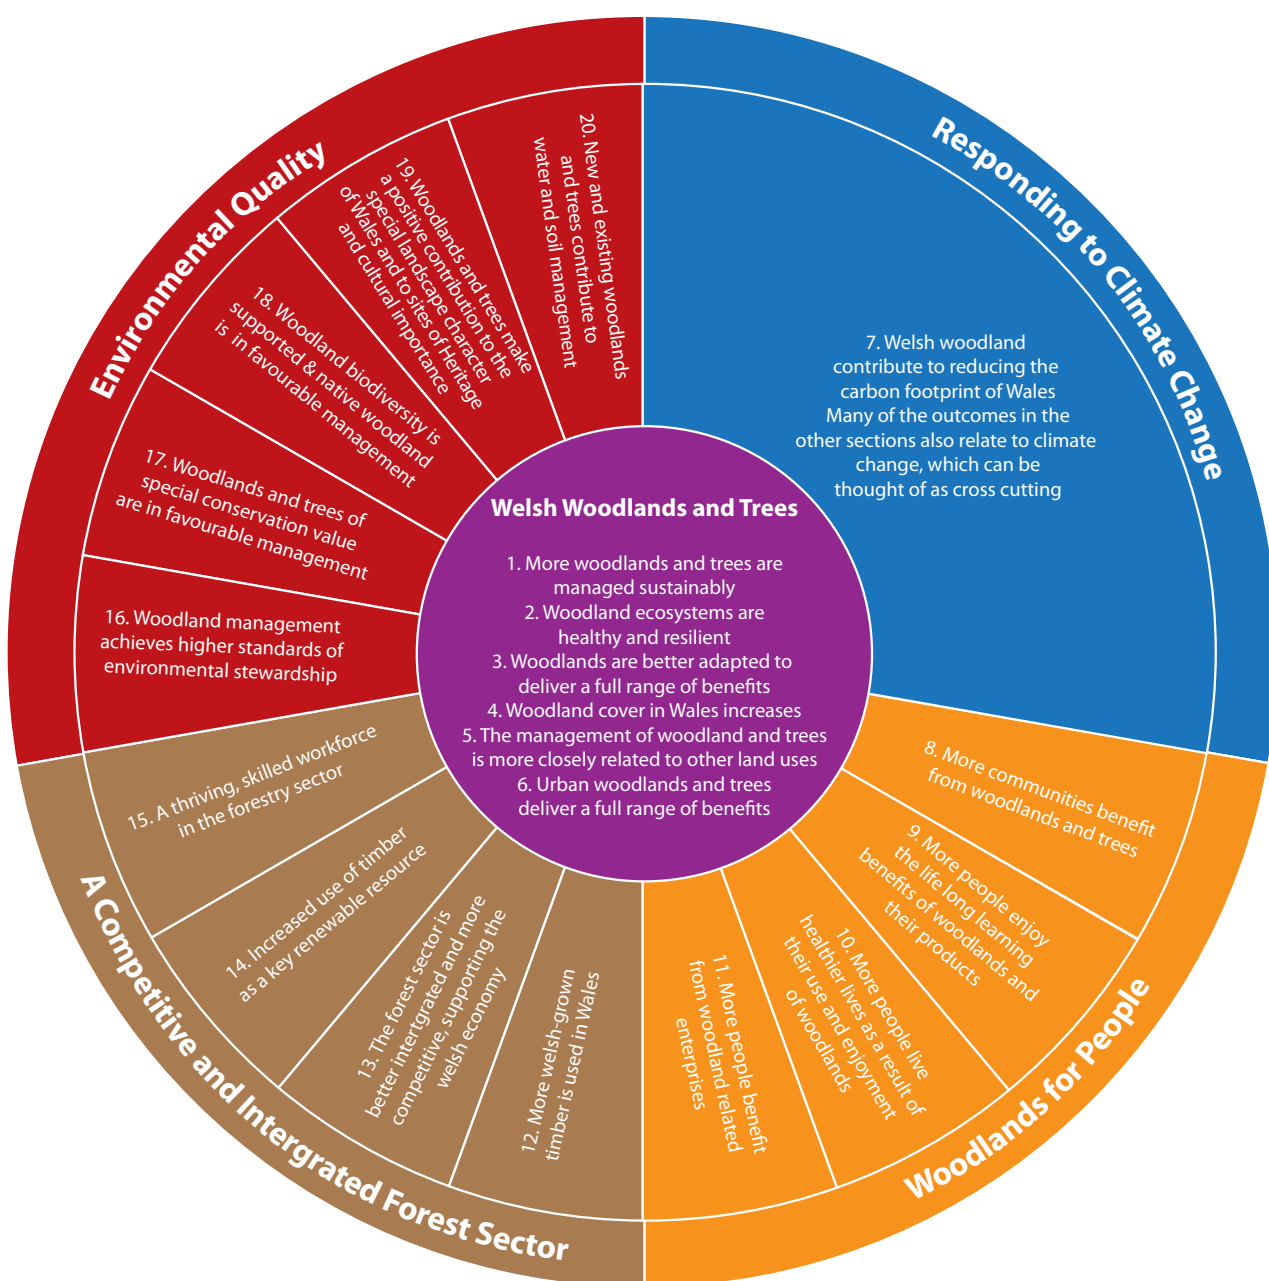 Welsh Woodlands and Trees
1. More woodlands and trees are
managed sustainably
2. Woodland ecosystems are
healthy and resilient
3. Woodlands are better adapted to
deliver a full range of benefits
4. Woodland cover in Wales increases
5. The management of woodland and trees
is more closely related to other land uses
6. Urban woodlands and trees
deliver a full range of benefits
Responding to Climate Change
7. Welsh woodland
contribute to reducing the
carbon footprint of Wales
Many of the outcomes in the
other sections also relate to climate
change, which can be
thought of as cross cutting
Woodlands for People
8. More communities benefit
from woodlands and trees
9. More people enjoy
the life long learning
benefits of woodlands and
their products
10. More people live
healthier lives as a result of
their use and enjoyment
of woodlands
11. More people benefit
from woodland related
enterprises
A Competitive and Intergrated Forest Sector
12. More welsh-grown
timber is used in Wales
13. The forest sector is
better intertgrated and more
competitive, supporting the
welsh economy
14. Increased use of timber
as a key renewable resource
15. A thriving, skilled workforce
in the forestry sector
Environmental Quality
16. Woodland management
achieves higher standards of
environmental stewardship
17. Woodlands and trees of
special conservation value
are in favourable management
18. Woodland biodiversity is
supported & native woodland
is in favourable management
19. Woodlands and trees make
a positive contribution to the
special landscape character
of Wales and to sites of Heritage
and cultural importance
20. New and existing woodlands
and trees contribute to
water and soil management